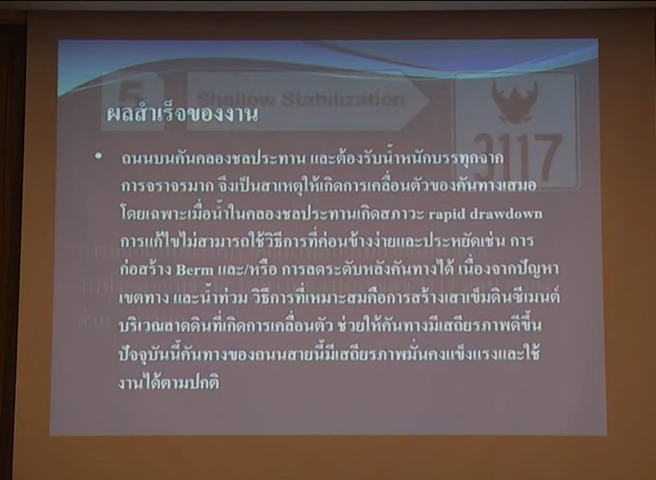 5
Shallow Stabilization
3117
ผลสำเร็จของงาน
• ถนนบนคันคลองชลประทาน และต้องรับน้ำหนักบรรทุกจาก
การจราจรมาก จึงเป็นสาเหตุให้เกิดการเคลื่อนตัวของคันทางเสมอ
โดยเฉพาะเมื่อน้ำในคลองชลประทานเกิดสภาวะ rapid drawdown
การแก้ไขไม่สามารถใช้วิธีการที่ค่อนข้างง่ายและประหยัดเช่น การ
ก่อสร้าง Berm และ/หรือ การลดระดับหลังคันทางได้ เนื่องจากปัญหา
เขตทาง และน้ำท่วม วิธีการที่เหมาะสมคือการสร้างเสาเข็มดินซีเมนต์
บริเวณลาดดินที่เกิดการเคลื่อนตัว ช่วยให้คันทางมีเสถียรภาพดีขึ้น
ปัจจุบันนี้คันทางของถนนสายนี้มีเสถียรภาพมั่นคงแข็งแรงและใช้
งานได้ตามปกติ